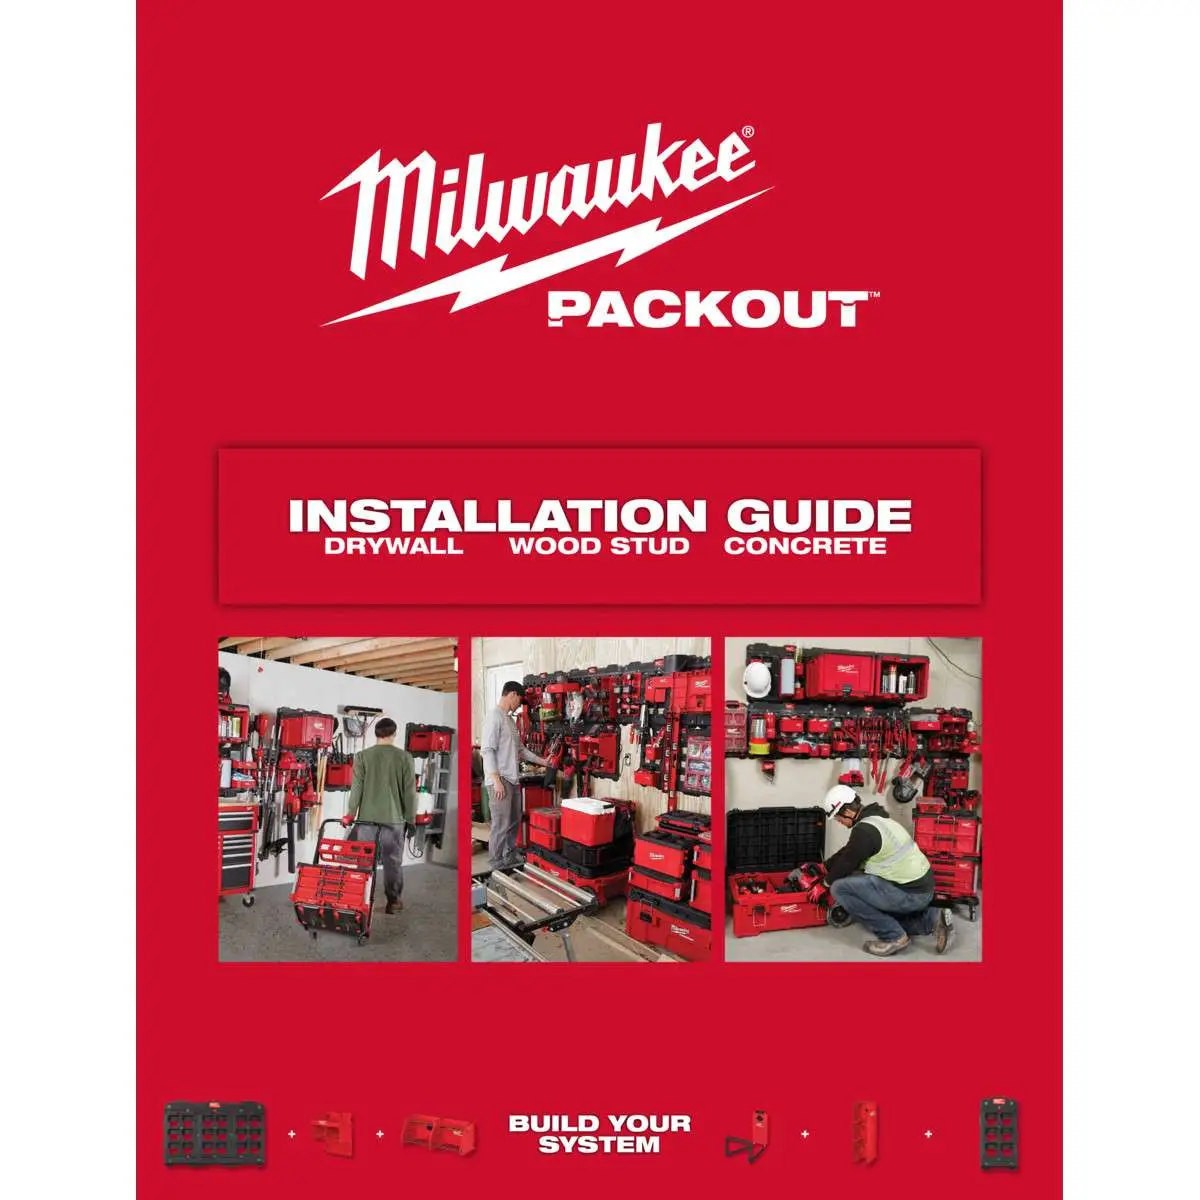 Milwaukee®
PACKOUT™
INSTALLATION GUIDE
DRYWALL WOOD STUD CONCRETE
BUILD YOUR
SYSTEM
+ + + +